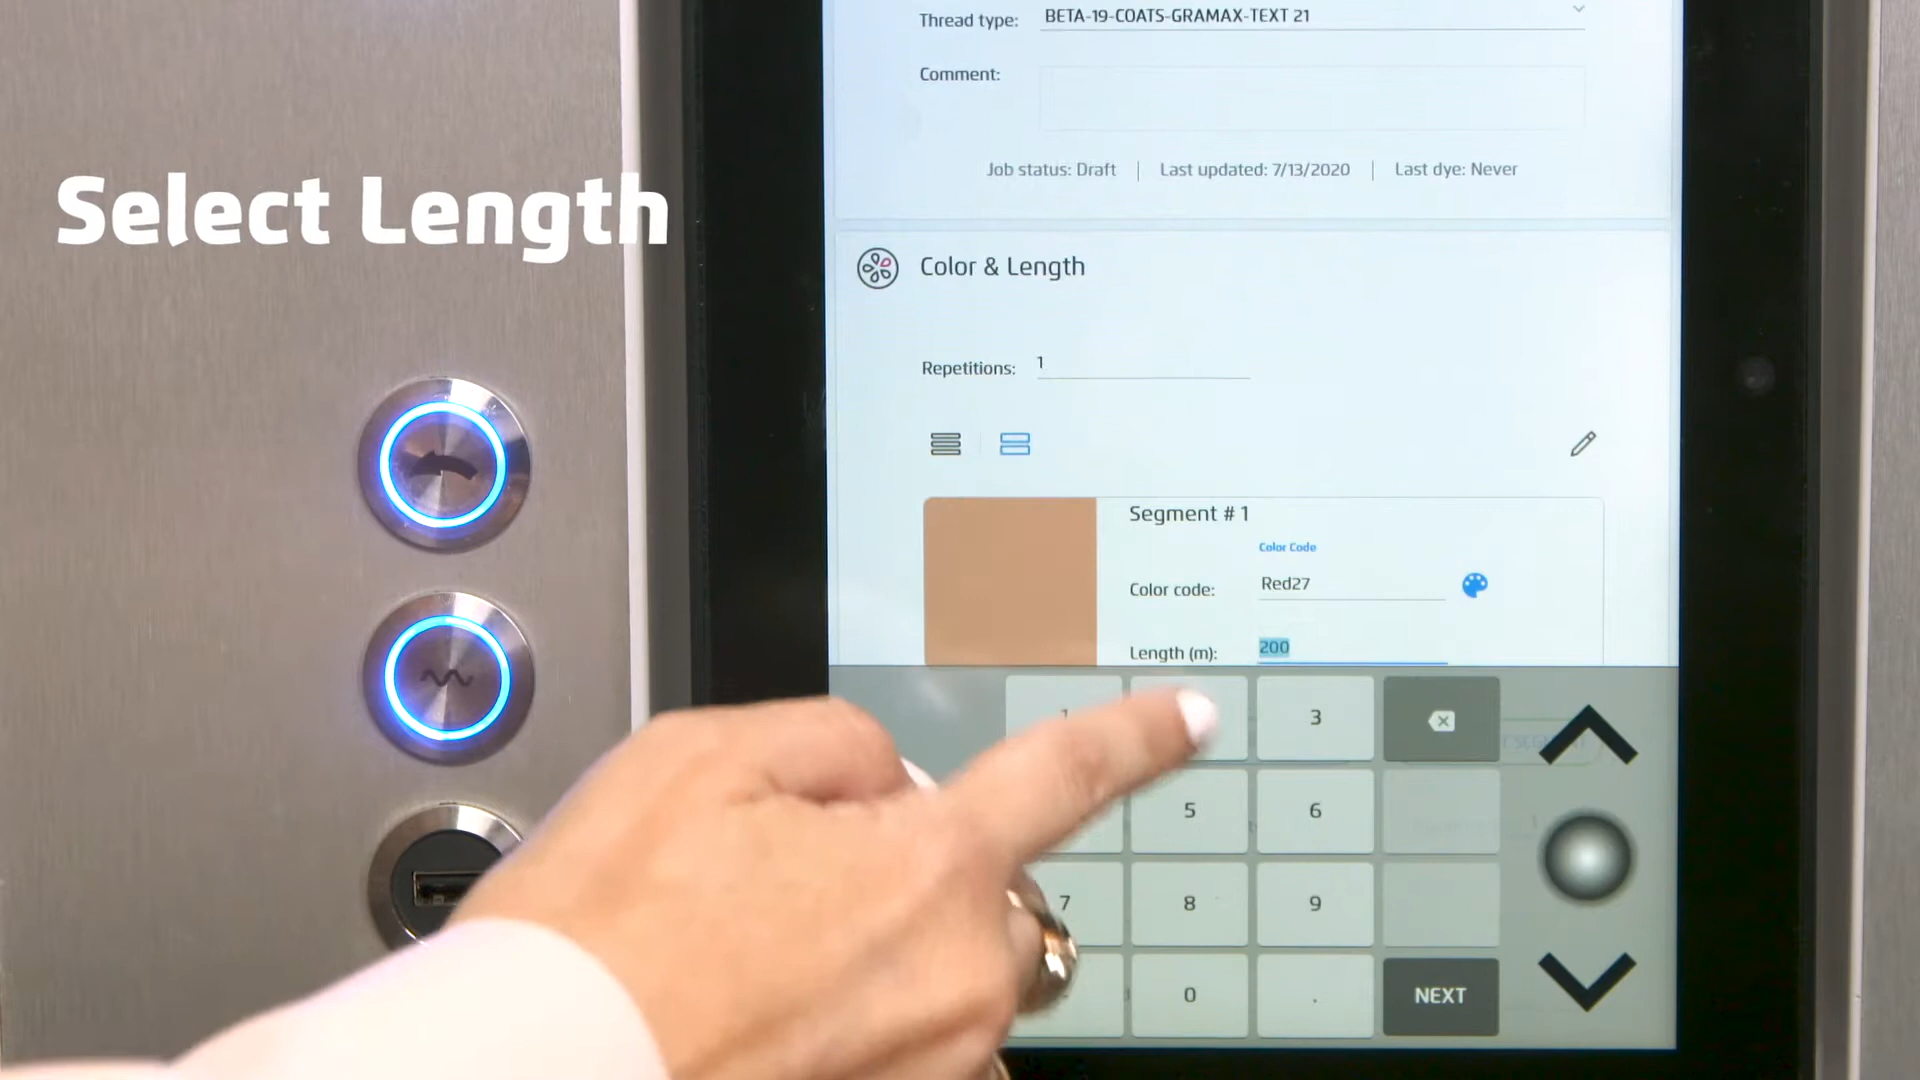 Thread type: BETA-19-COATS-GRAMAX-TEXT 21
Comment:
Job status: Draft | Last updated: 7/13/2020 | Last dye: Never
Select Length
Color & Length
Repetitions: 1
Segment # 1
Color Code
Color code: Red27
Length (m): 200
1 3
5 6
7 8 9
0 . NEXT